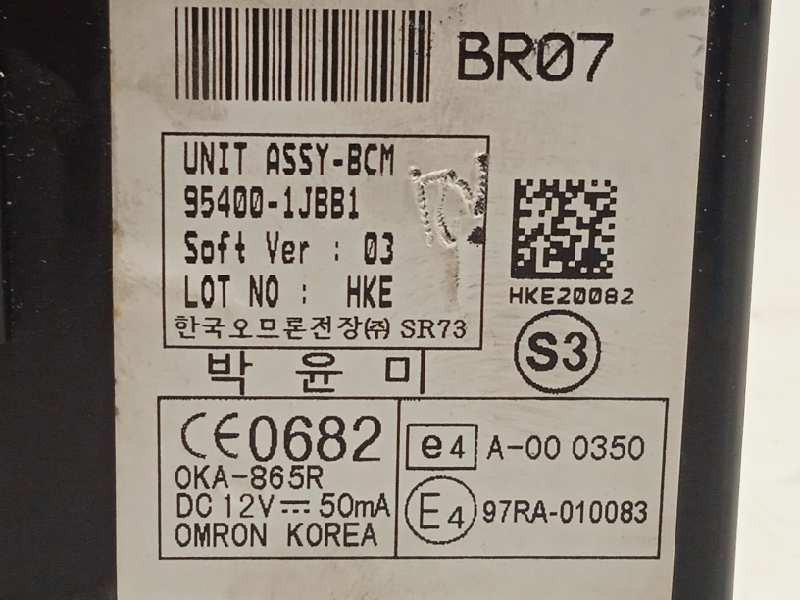 BR07
UNIT ASSY-BCM
95400-1JBB1
Soft Ver : 03
LOT NO : HKE
한국오므론전장㈜ SR73
HKE20082
S3
박 윤 미
CE0682
OKA-865R
DC 12V⎓50mA
OMRON KOREA
e4 A-00 0350
E4 97RA-010083